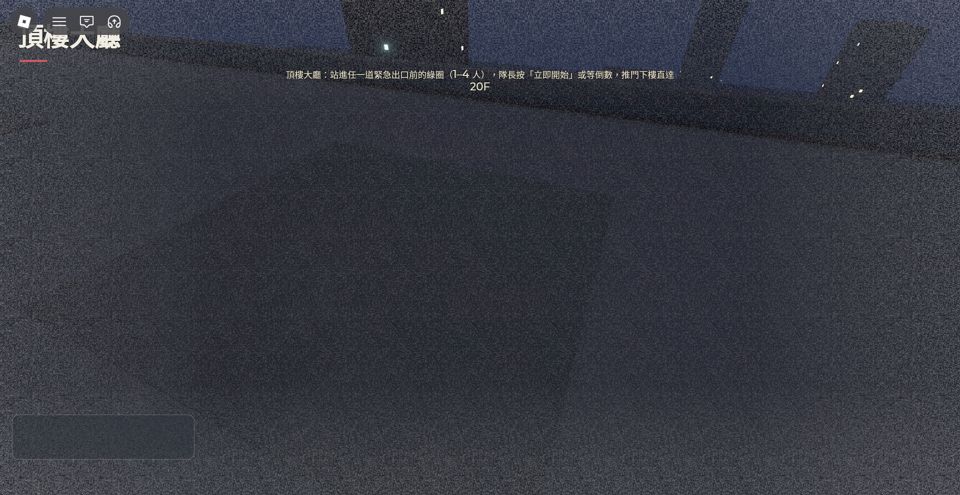 頂樓大廳
頂樓大廳：站進任一道緊急出口前的綠圈（1–4 人），隊長按「立即開始」或等倒數，推門下樓直達
20F